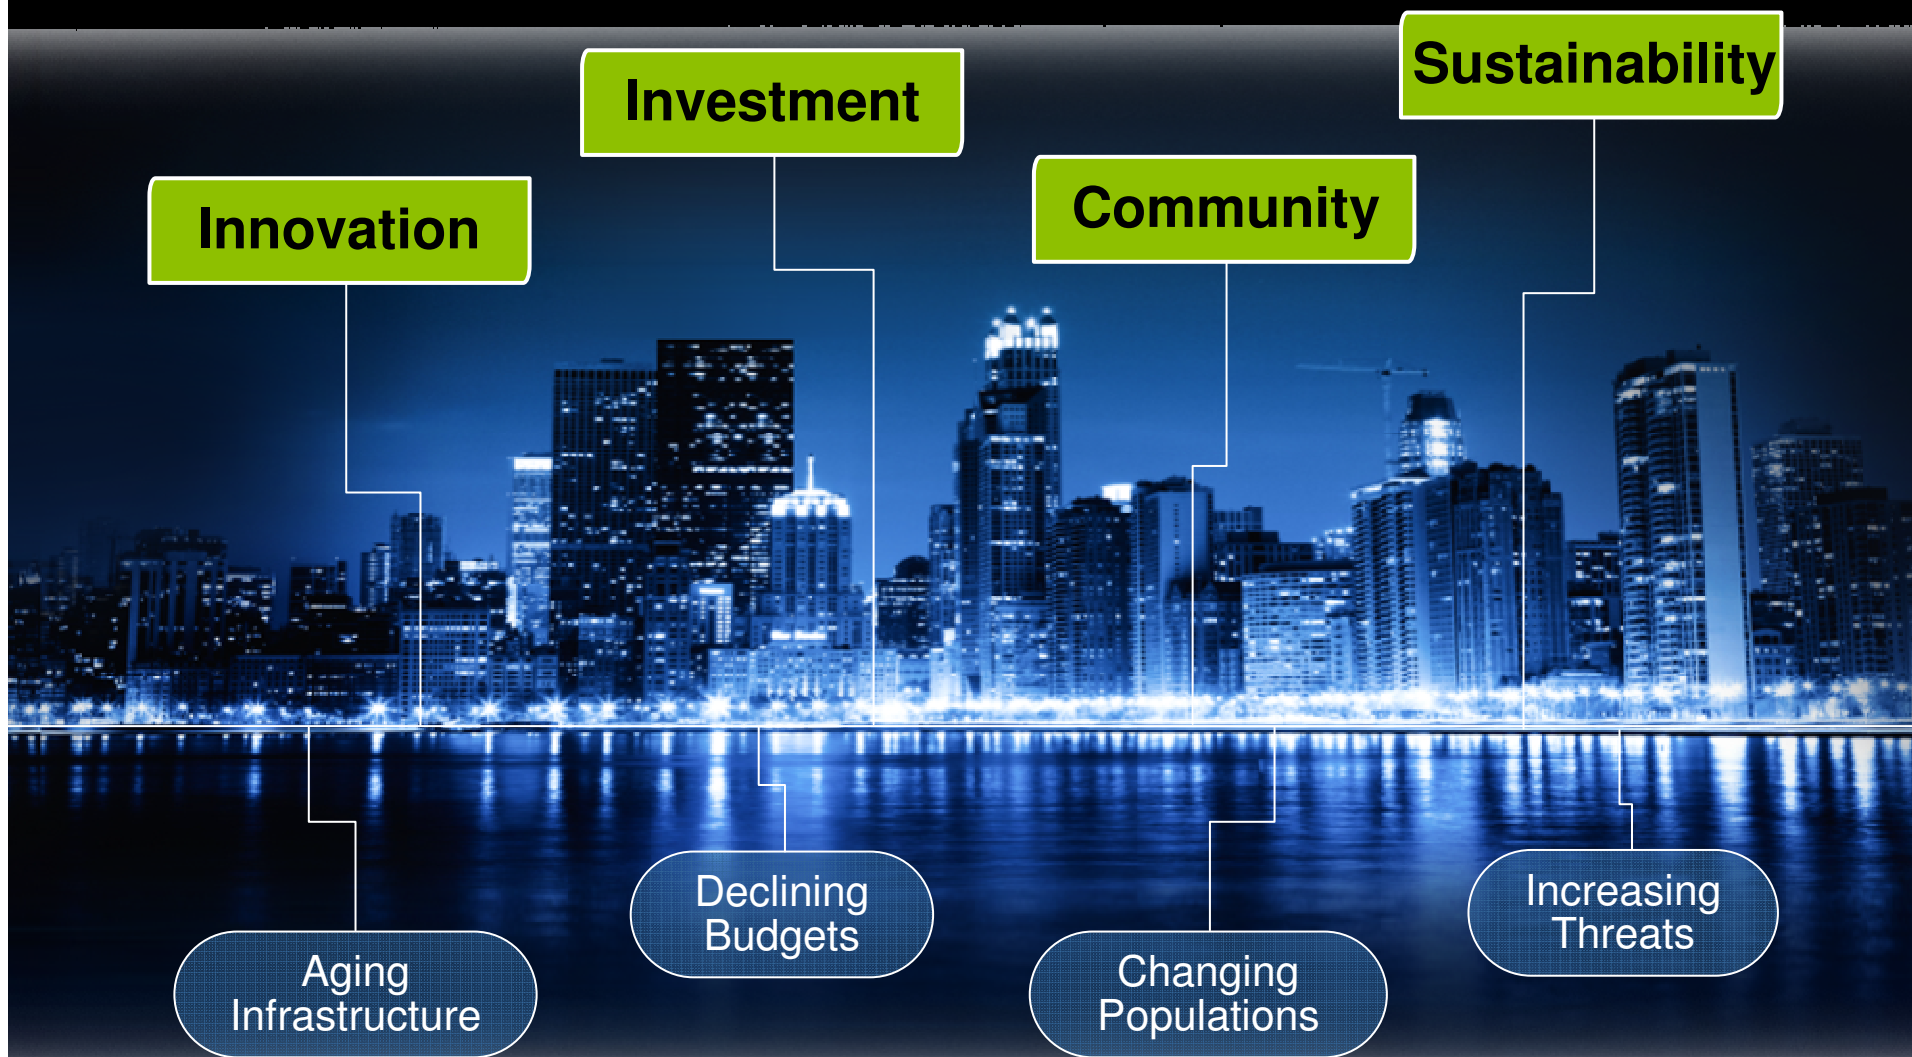 Innovation
Investment
Community
Sustainability
Aging
Infrastructure
Declining
Budgets
Changing
Populations
Increasing
Threats